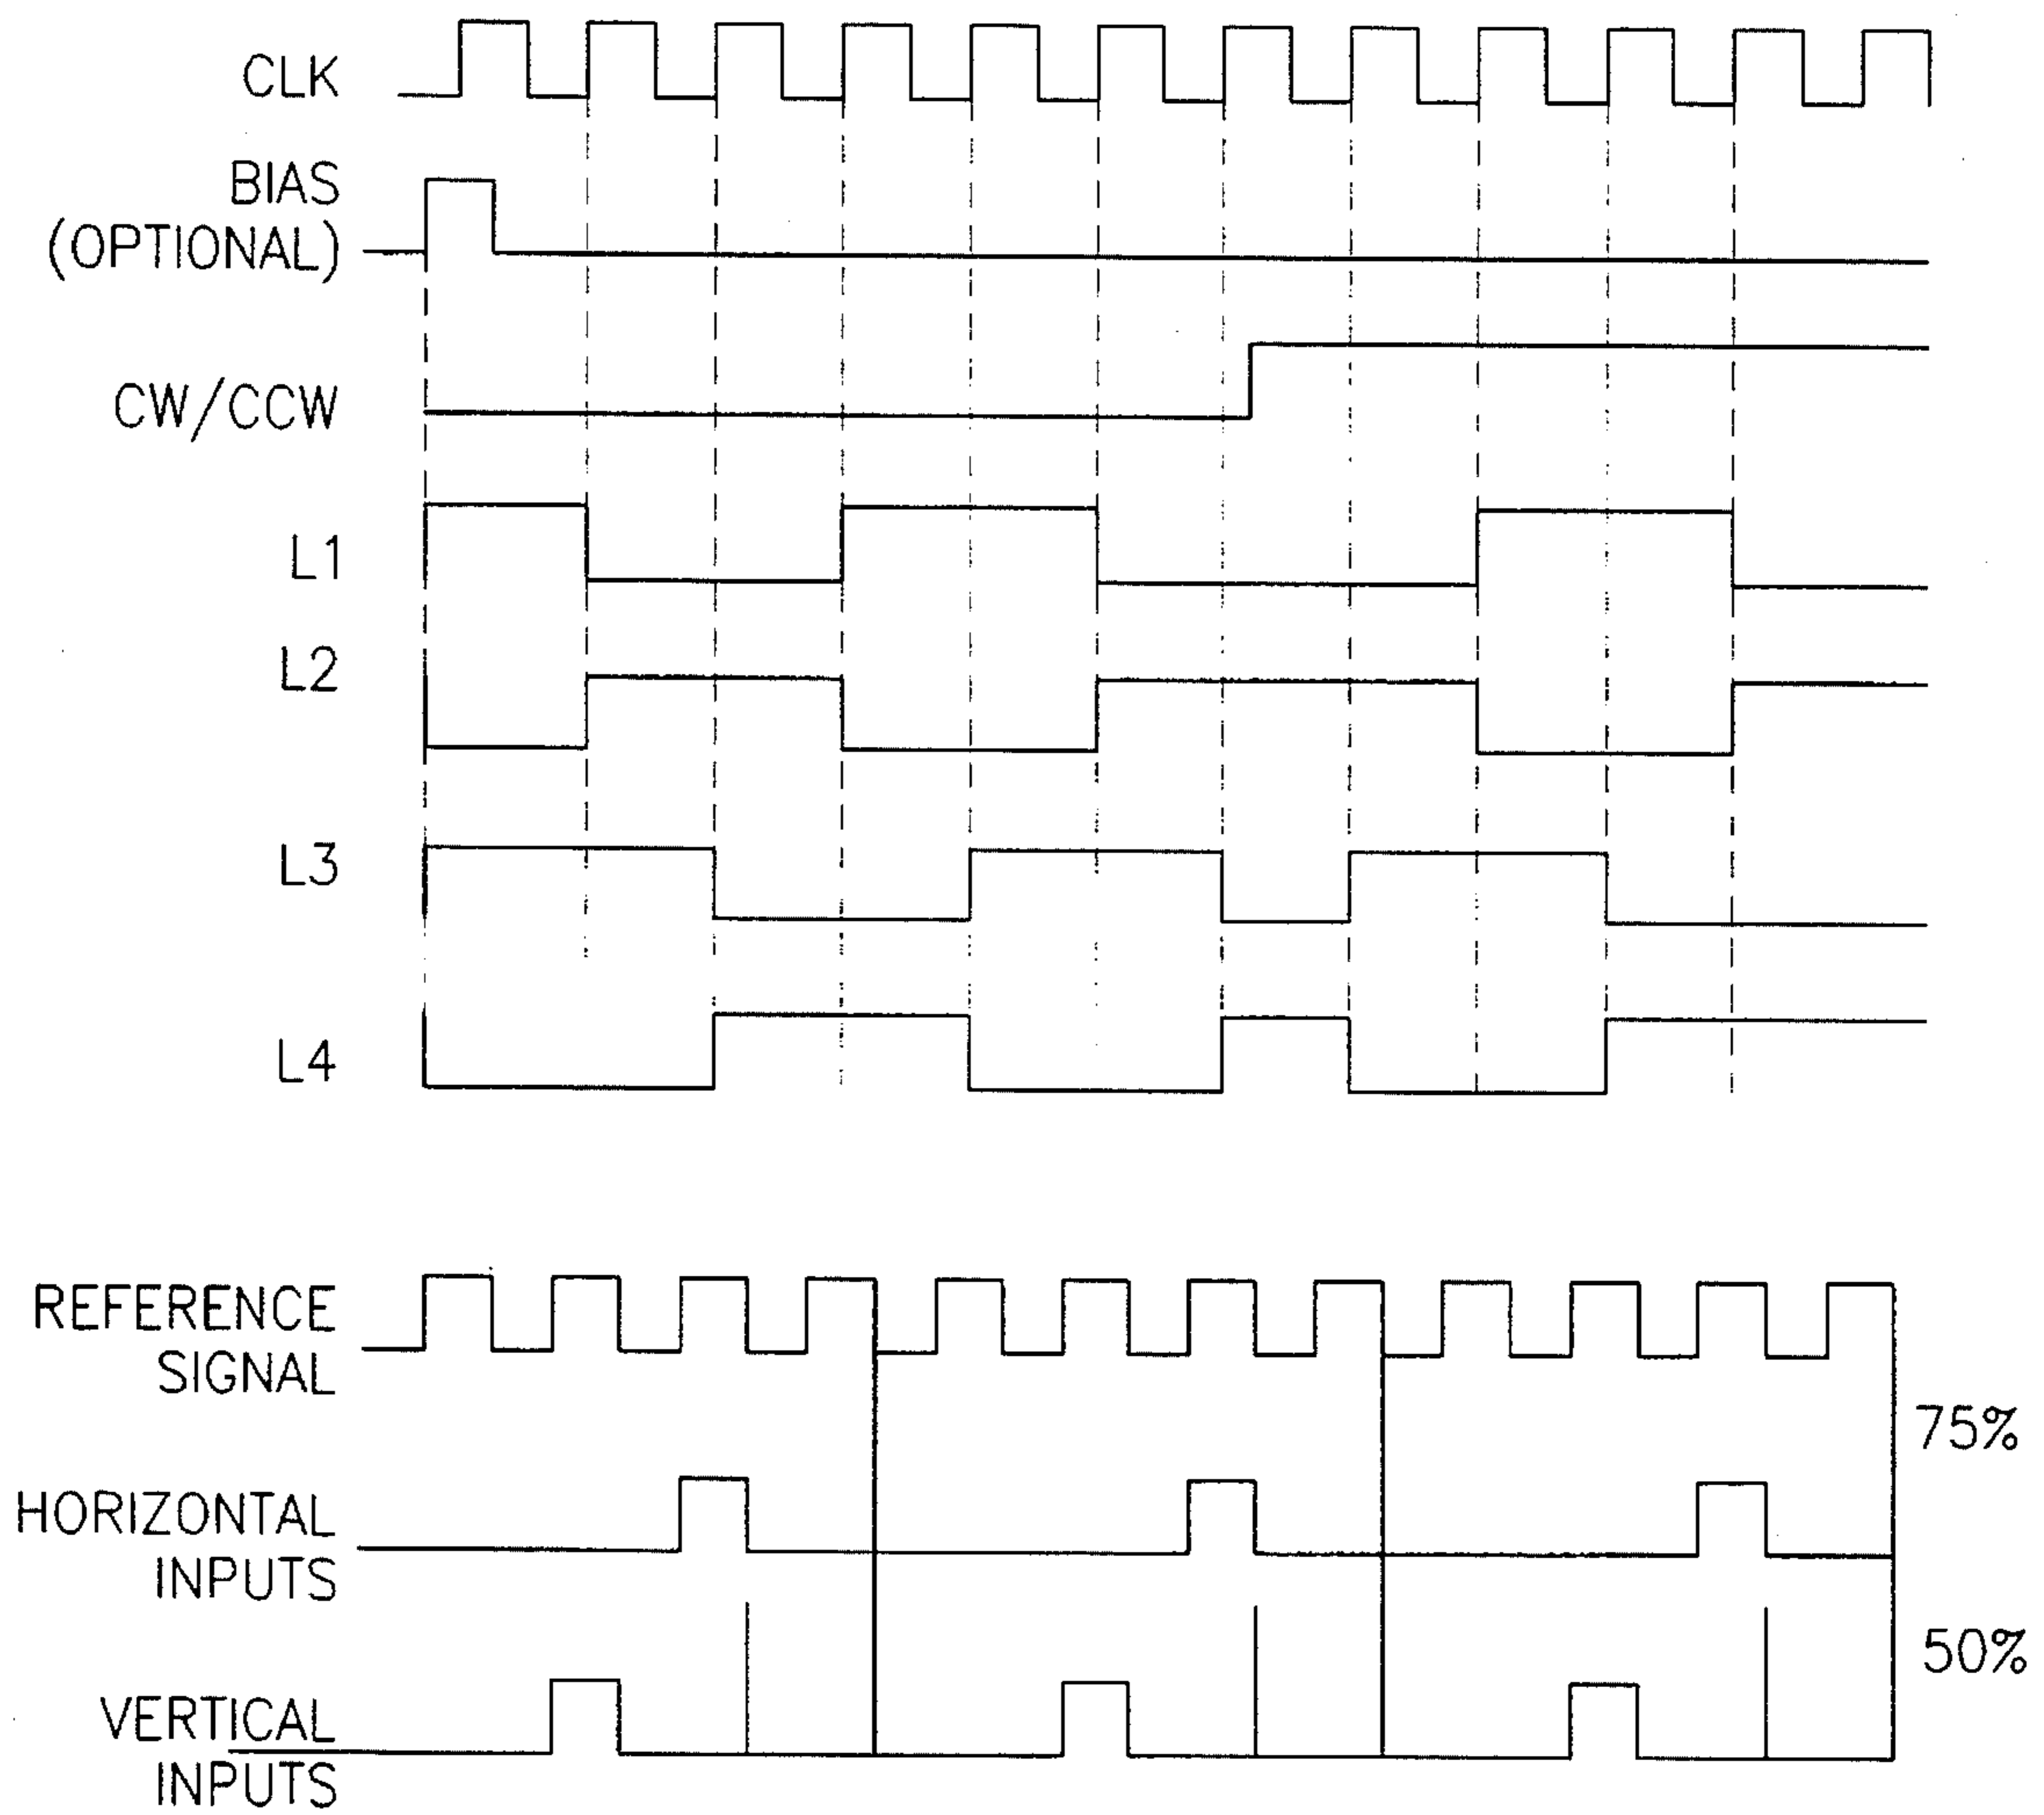 CLK
BIAS
(OPTIONAL)
CW/CCW
L1
L2
L3
L4
REFERENCE
SIGNAL
75%
HORIZONTAL
INPUTS
50%
VERTICAL
INPUTS